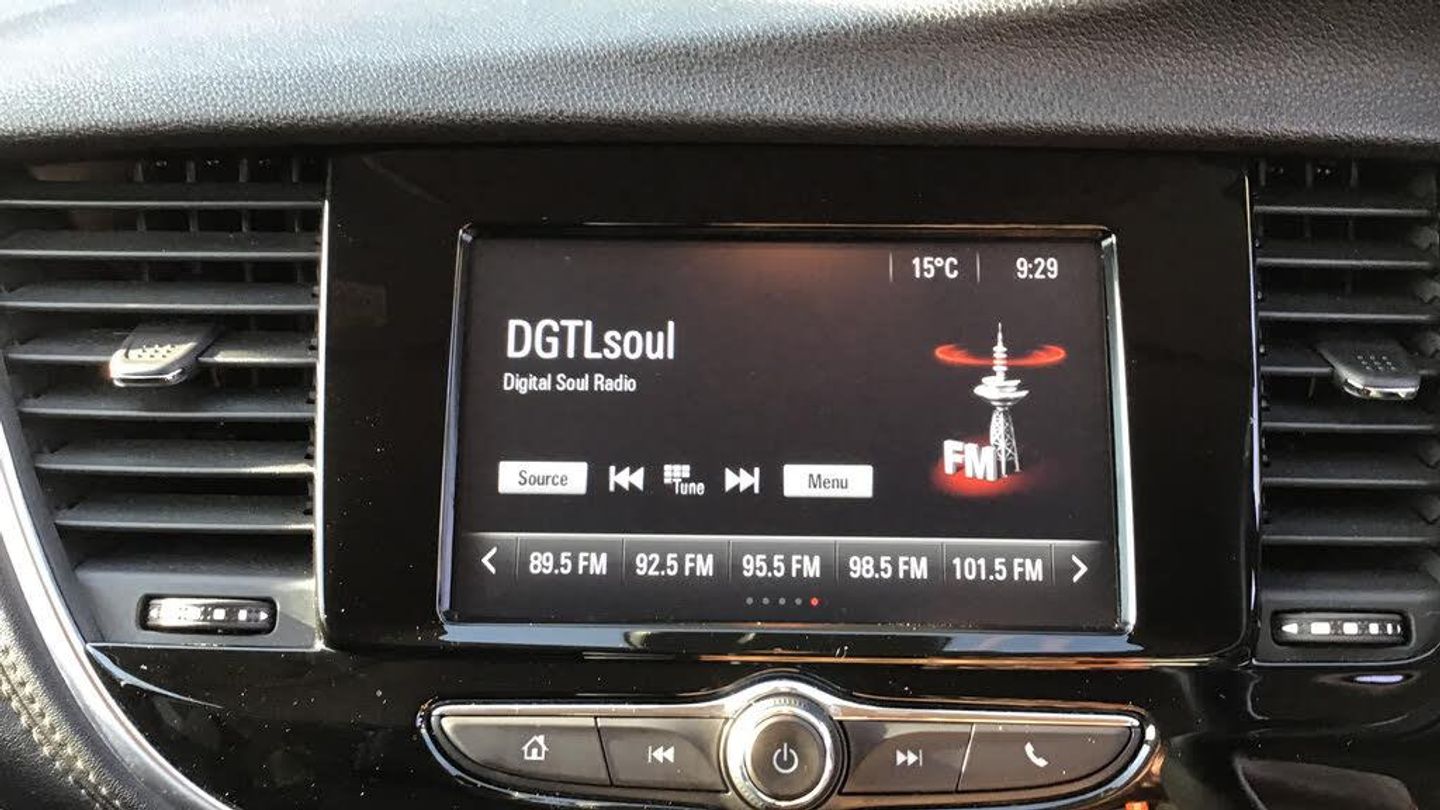 15°C 9:29
DGTLsoul
Digital Soul Radio
FM
Source Tune Menu
89.5 FM 92.5 FM 95.5 FM 98.5 FM 101.5 FM